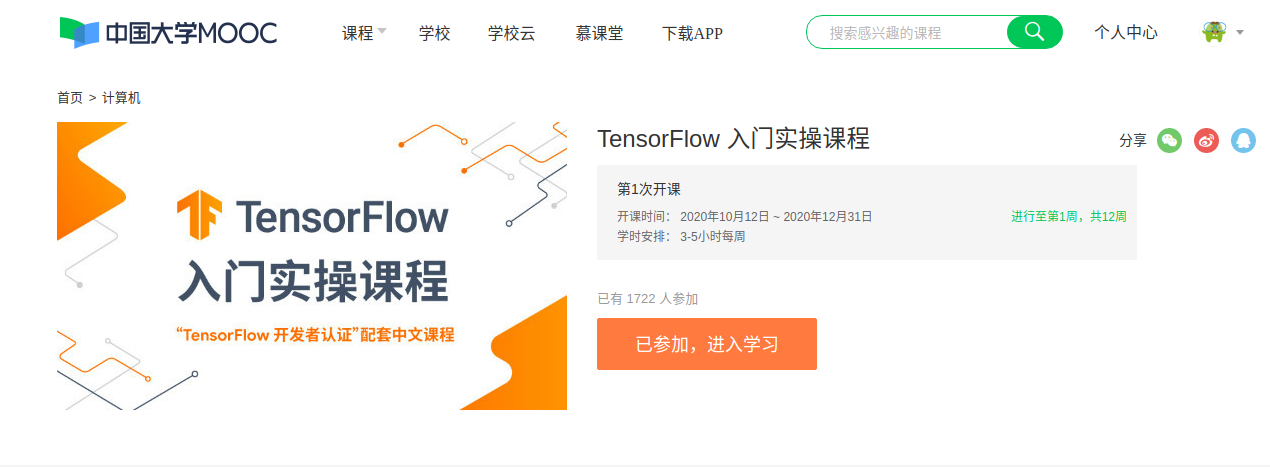 中国大学MOOC
课程 学校 学校云 慕课堂 下载APP 搜索感兴趣的课程 个人中心
首页 > 计算机
TensorFlow
入门实操课程
“TensorFlow 开发者认证”配套中文课程
TensorFlow 入门实操课程 分享
第1次开课
开课时间： 2020年10月12日 ~ 2020年12月31日 进行至第1周，共12周
学时安排： 3-5小时每周
已有 1722 人参加
已参加，进入学习